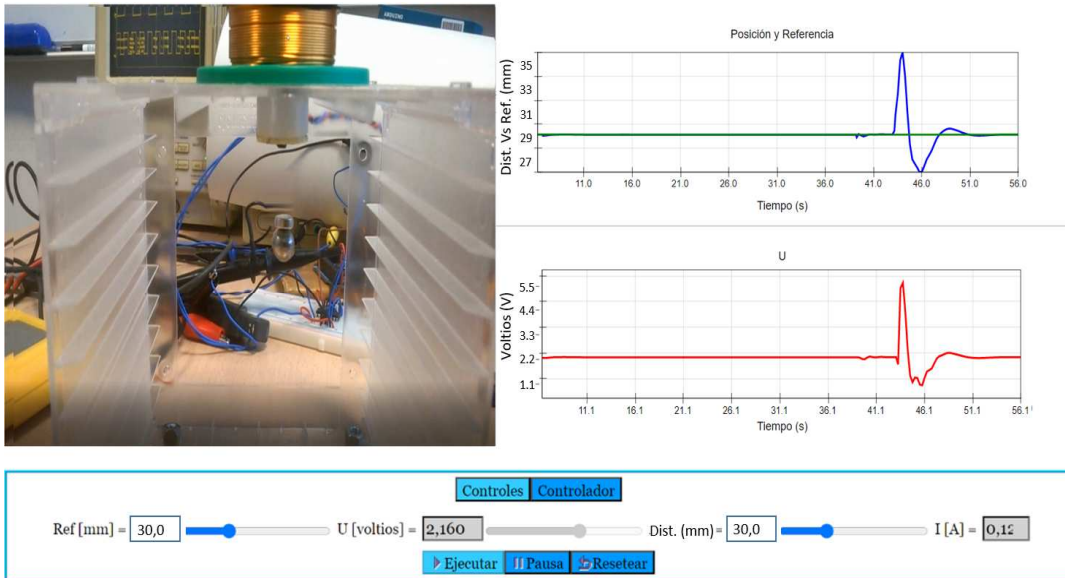 ARDUINO
Posición y Referencia
Dist. Vs Ref. (mm)
35
33
31
29
27
11.0 16.0 21.0 26.0 31.0 36.0 41.0 46.0 51.0 56.0
Tiempo (s)
U
Voltios (V)
5.5
4.4
3.3
2.2
1.1
11.1 16.1 21.1 26.1 31.1 36.1 41.1 46.1 51.1 56.1
Tiempo (s)
Controles Controlador
Ref [mm] = 30,0 U [voltios] = 2,160 Dist. (mm)= 30,0 I [A] = 0,12
Ejecutar Pausa Resetear